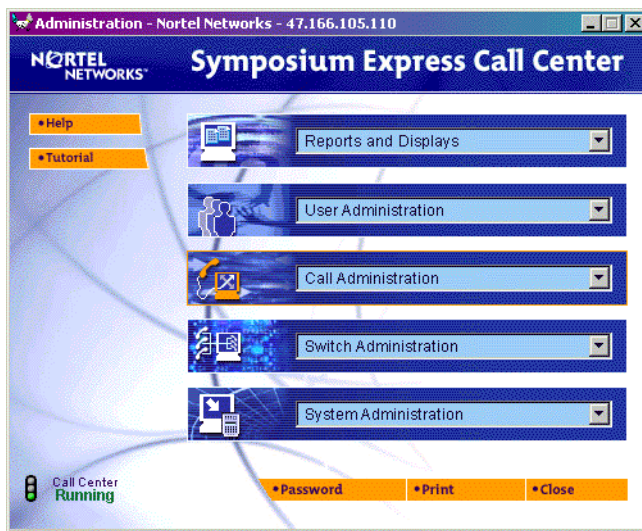 Administration - Nortel Networks - 47.166.105.110
NORTEL
NETWORKS™
Symposium Express Call Center
•Help
•Tutorial
Reports and Displays
User Administration
Call Administration
Switch Administration
System Administration
Call Center
Running
•Password
•Print
•Close